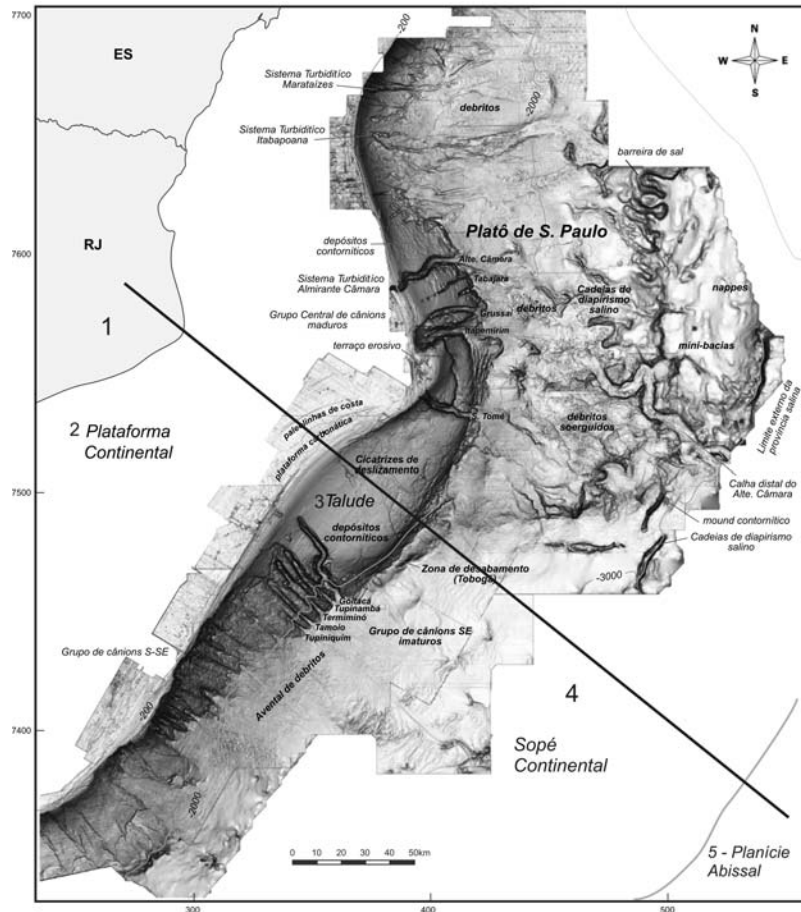 7700
ES
-200
N
W E
S
Sistema Turbidítico
Marataizes
debritos
-2000
Sistema Turbidítico
Itabapoana
barreira de sal
Platô de S. Paulo
RJ
7600
depósitos
contorníticos
Alte. Câmara
Sistema Turbidítico
Almirante Câmara
Tabajara
Cadeias de
diapirismo
salino
nappes
debritos
Grussaí
Grupo Central de cânions
maduros
Itapemirim
1
terraço erosivo
mini-bacias
paleolinhas de costa
S. Tomé
débritos
soerguidos
Limite externo da
província salina
2 Plataforma
Continental
plataforma carbonática
Cicatrizes de
deslizamento
7500
3 Talude
Calha distal do
Alte. Câmara
depósitos
contorníticos
mound contornítico
Cadeias de diapirismo
salino
Zona de desabamento
(Tobogã)
-3000
Goitacá
Tupinambá
Termiminó
Tamoio
Tupiniquim
Grupo de cânions SE
imaturos
Grupo de cânions S-SE
Avental de debritos
4
-200
7400
Sopé
Continental
-2000
0 10 20 30 40 50km
5 - Planície
Abissal
7300
300
400
500